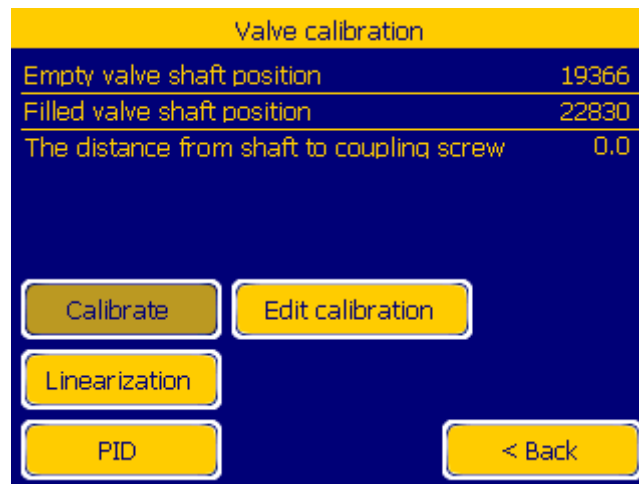 Valve calibration
Empty valve shaft position 19366
Filled valve shaft position 22830
The distance from shaft to coupling screw 0.0
Calibrate Edit calibration
Linearization
PID < Back